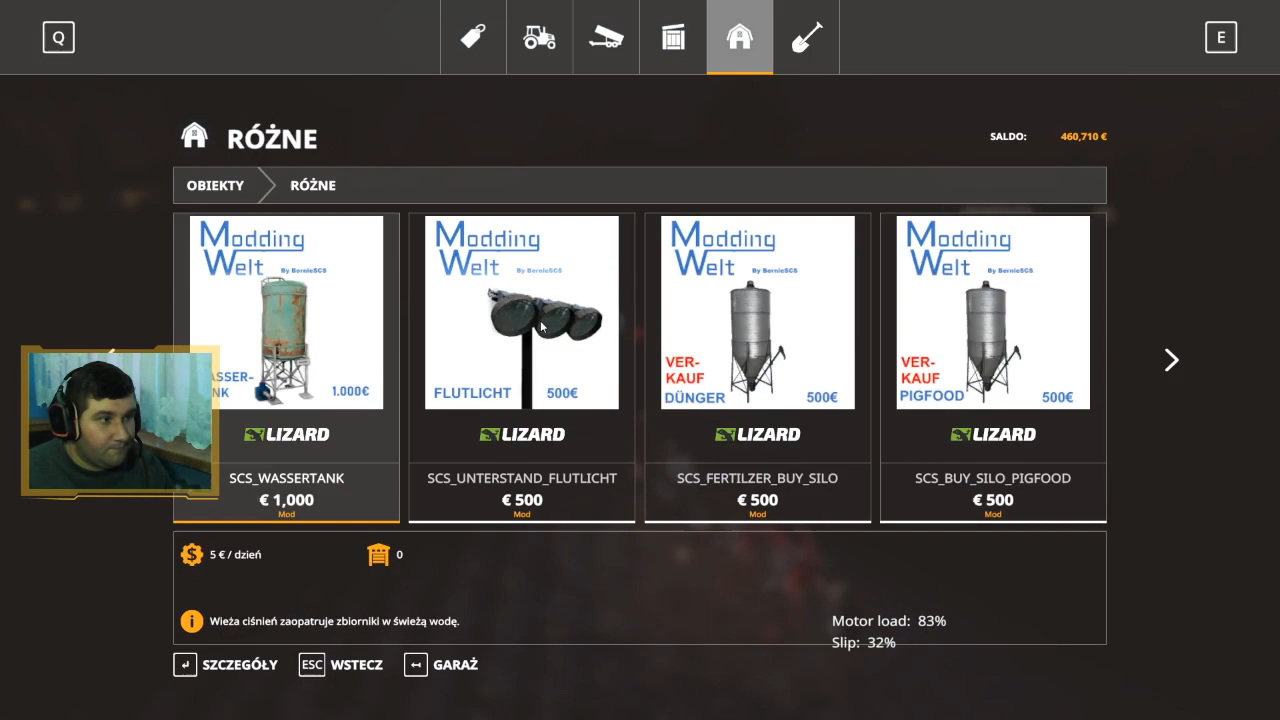 Q
E
RÓŻNE
SALDO: 460,710 €
OBIEKTY RÓŻNE
Modding Welt
By BernieSCS
ASSER-
NK 1.000€
LIZARD
SCS_WASSERTANK
€ 1,000
Mod
Modding Welt
By BernieSCS
FLUTLICHT 500€
LIZARD
SCS_UNTERSTAND_FLUTLICHT
€ 500
Mod
Modding Welt
By BernieSCS
VER-
KAUF
DÜNGER 500€
LIZARD
SCS_FERTILZER_BUY_SILO
€ 500
Mod
Modding Welt
By BernieSCS
VER-
KAUF
PIGFOOD 500€
LIZARD
SCS_BUY_SILO_PIGFOOD
€ 500
Mod
5 € / dzień 0
Wieża ciśnień zaopatruje zbiorniki w świeżą wodę.
Motor load: 83%
Slip: 32%
SZCZEGÓŁY ESC WSTECZ GARAŻ